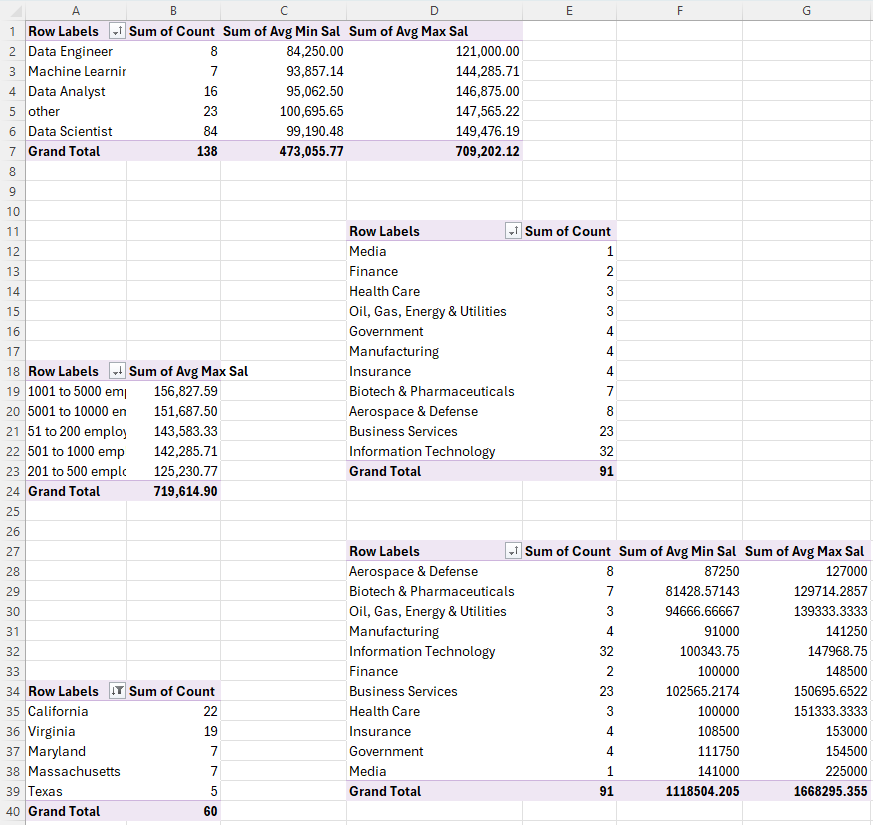 A B C D E F G
1 Row Labels Sum of Count Sum of Avg Min Sal Sum of Avg Max Sal
2 Data Engineer 8 84,250.00 121,000.00
3 Machine Learnin 7 93,857.14 144,285.71
4 Data Analyst 16 95,062.50 146,875.00
5 other 23 100,695.65 147,565.22
6 Data Scientist 84 99,190.48 149,476.19
7 Grand Total 138 473,055.77 709,202.12
8
9
10
11 Row Labels Sum of Count
12 Media 1
13 Finance 2
14 Health Care 3
15 Oil, Gas, Energy & Utilities 3
16 Government 4
17 Manufacturing 4
18 Row Labels Sum of Avg Max Sal Insurance 4
19 1001 to 5000 emp 156,827.59 Biotech & Pharmaceuticals 7
20 5001 to 10000 em 151,687.50 Aerospace & Defense 8
21 51 to 200 employ 143,583.33 Business Services 23
22 501 to 1000 emp 142,285.71 Information Technology 32
23 201 to 500 emplo 125,230.77 Grand Total 91
24 Grand Total 719,614.90
25
26
27 Row Labels Sum of Count Sum of Avg Min Sal Sum of Avg Max Sal
28 Aerospace & Defense 8 87250 127000
29 Biotech & Pharmaceuticals 7 81428.57143 129714.2857
30 Oil, Gas, Energy & Utilities 3 94666.66667 139333.3333
31 Manufacturing 4 91000 141250
32 Information Technology 32 100343.75 147968.75
33 Finance 2 100000 148500
34 Row Labels Sum of Count Business Services 23 102565.2174 150695.6522
35 California 22 Health Care 3 100000 151333.3333
36 Virginia 19 Insurance 4 108500 153000
37 Maryland 7 Government 4 111750 154500
38 Massachusetts 7 Media 1 141000 225000
39 Texas 5 Grand Total 91 1118504.205 1668295.355
40 Grand Total 60